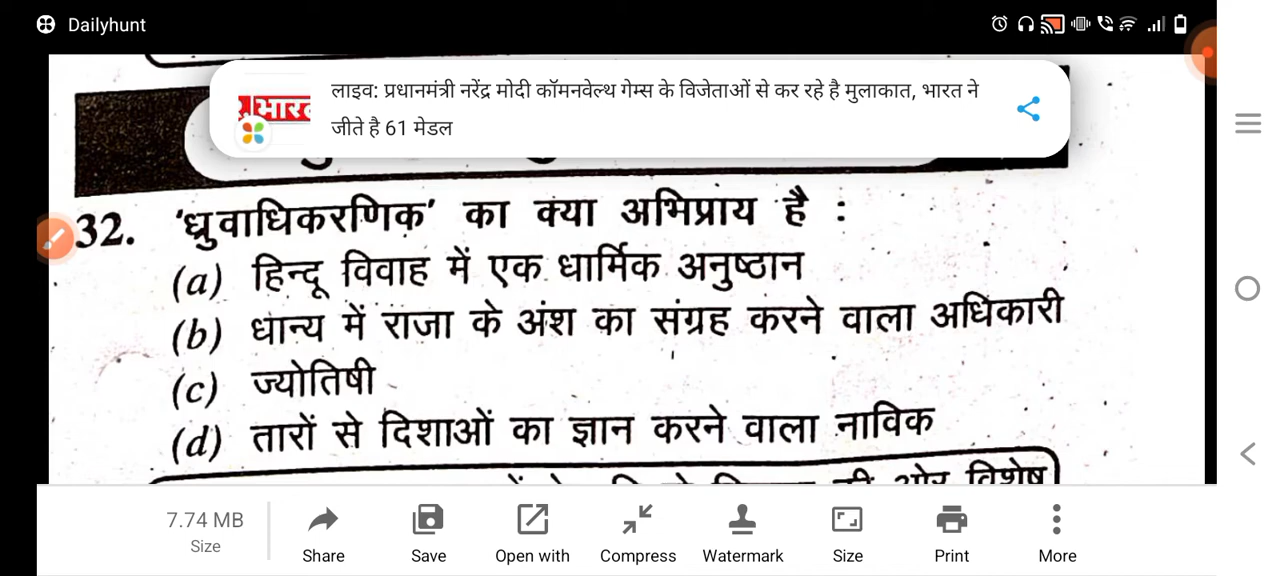 Dailyhunt
लाइव: प्रधानमंत्री नरेंद्र मोदी कॉमनवेल्थ गेम्स के विजेताओं से कर रहे है मुलाकात, भारत ने
जीते है 61 मेडल
32. 'ध्रुवाधिकरणिक' का क्या अभिप्राय है :
(a) हिन्दू विवाह में एक धार्मिक अनुष्ठान
(b) धान्य में राजा के अंश का संग्रह करने वाला अधिकारी
(c) ज्योतिषी
(d) तारों से दिशाओं का ज्ञान करने वाला नाविक
की ओर विशेष
7.74 MB
Size
Share
Save
Open with
Compress
Watermark
Size
Print
More